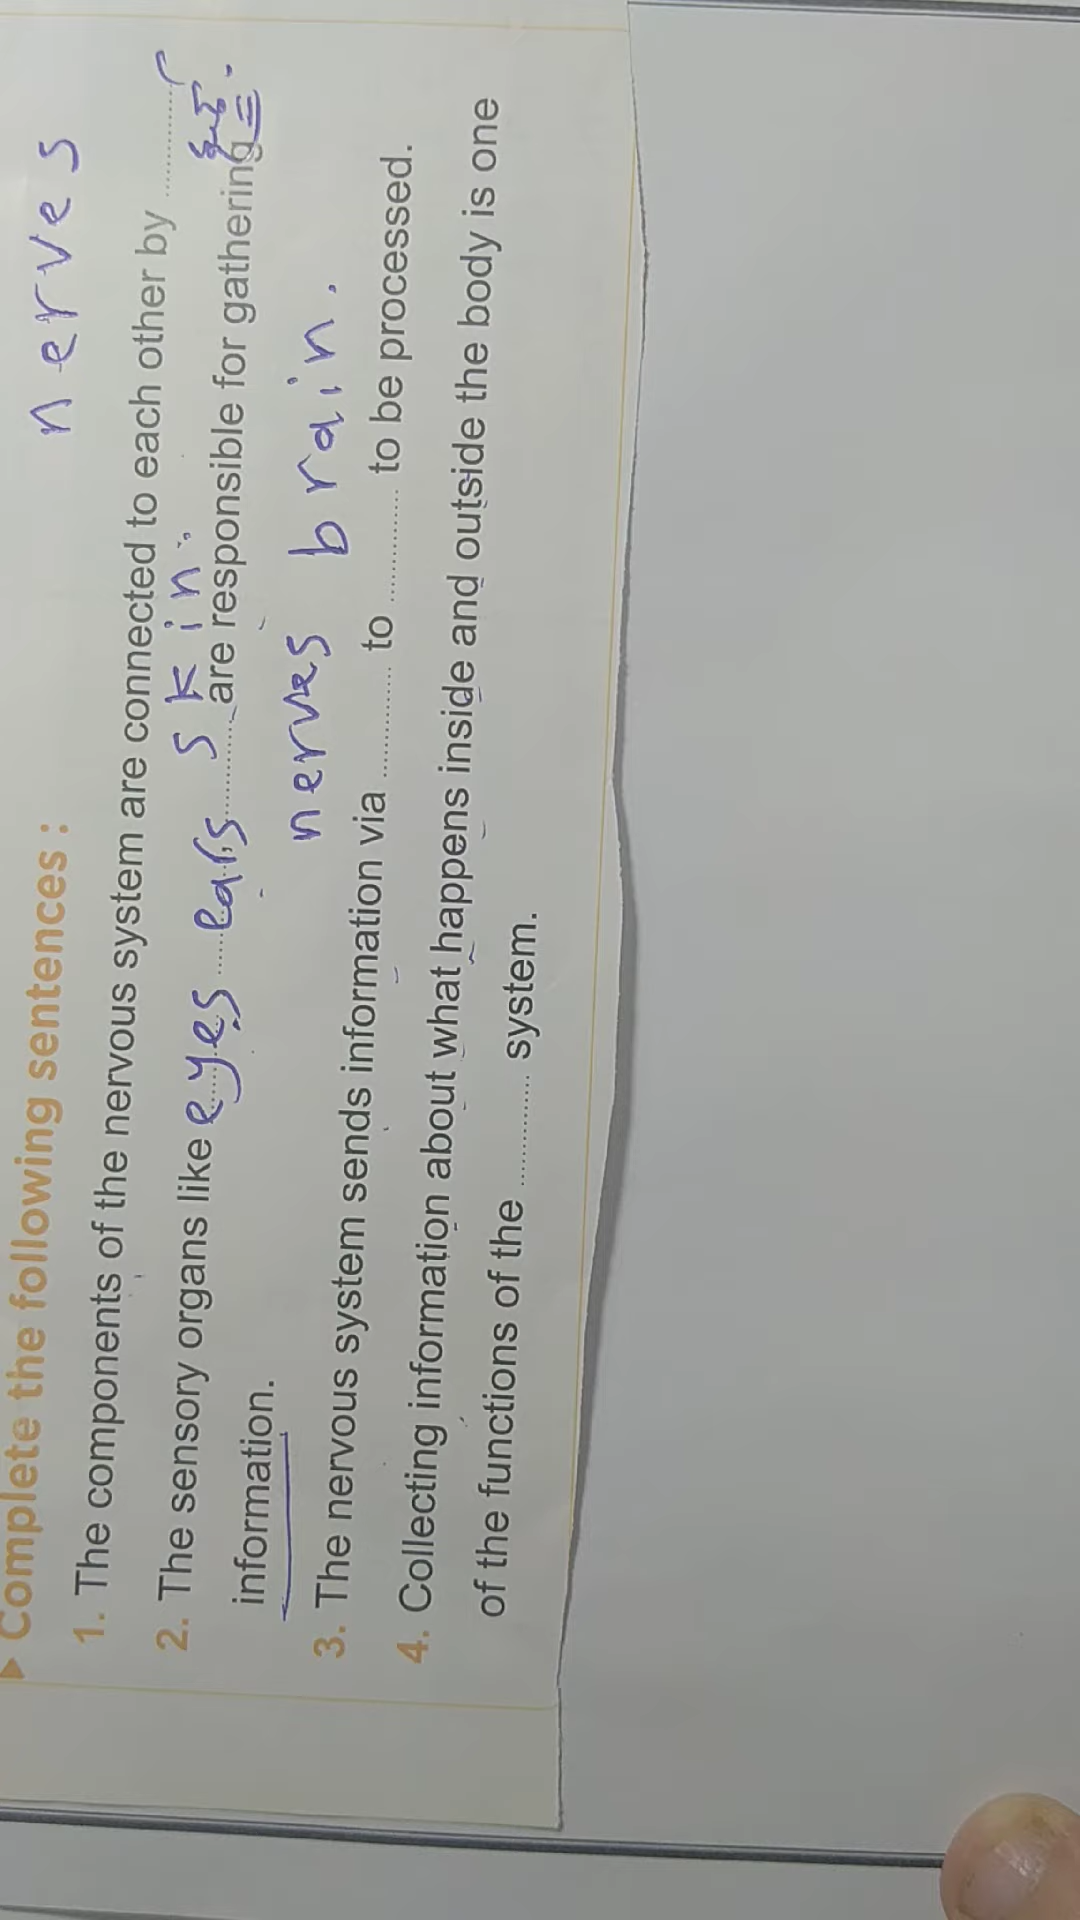 Complete the following sentences :
nerves
1. The components of the nervous system are connected to each other by ............
2. The sensory organs like eyes ears skin. are responsible for gathering
information.
nerves brain.
3. The nervous system sends information via ............ to ............ to be processed.
4. Collecting information about what happens inside and outside the body is one
of the functions of the ............ system.